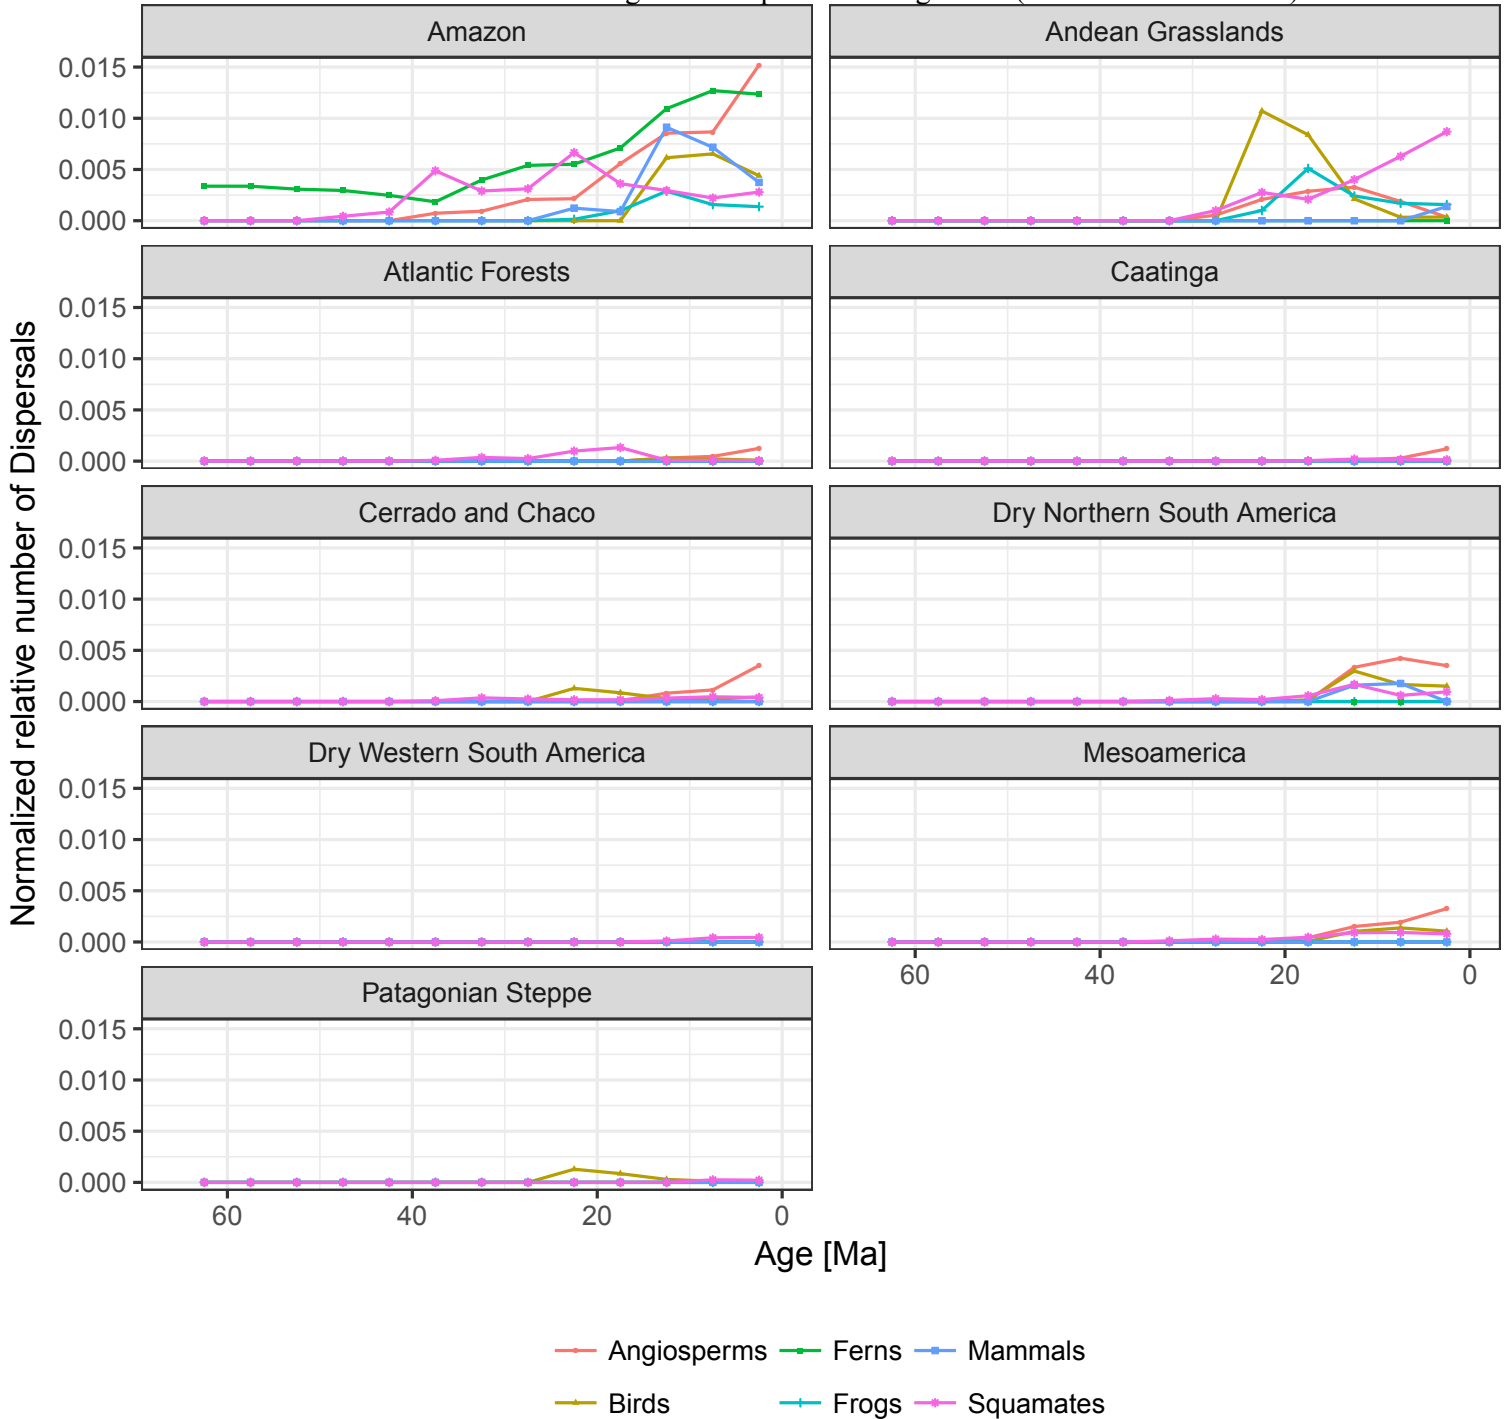 Amazon
Andean Grasslands
0.015
0.010
0.005
0.000
Atlantic Forests
Caatinga
0.015
0.010
0.005
0.000
Cerrado and Chaco
Dry Northern South America
0.015
0.010
0.005
0.000
Dry Western South America
Mesoamerica
0.015
0.010
0.005
0.000
60 40 20 0
Patagonian Steppe
0.015
0.010
0.005
0.000
60 40 20 0
Normalized relative number of Dispersals
Age [Ma]
Angiosperms Ferns Mammals
Birds Frogs Squamates